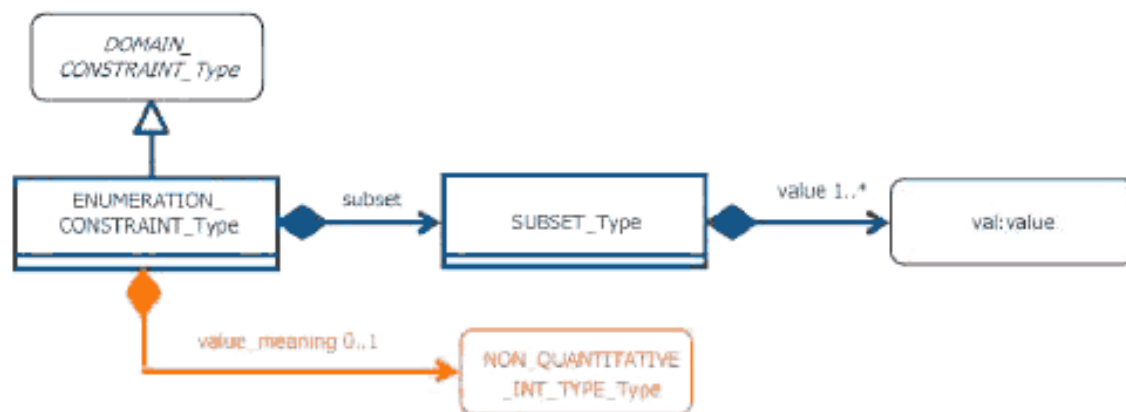 DOMAIN_
CONSTRAINT_Type
ENUMERATION_
CONSTRAINT_Type
subset
SUBSET_Type
value 1..*
val:value
value_meaning 0..1
NON_QUANTITATIVE
_INT_TYPE_Type